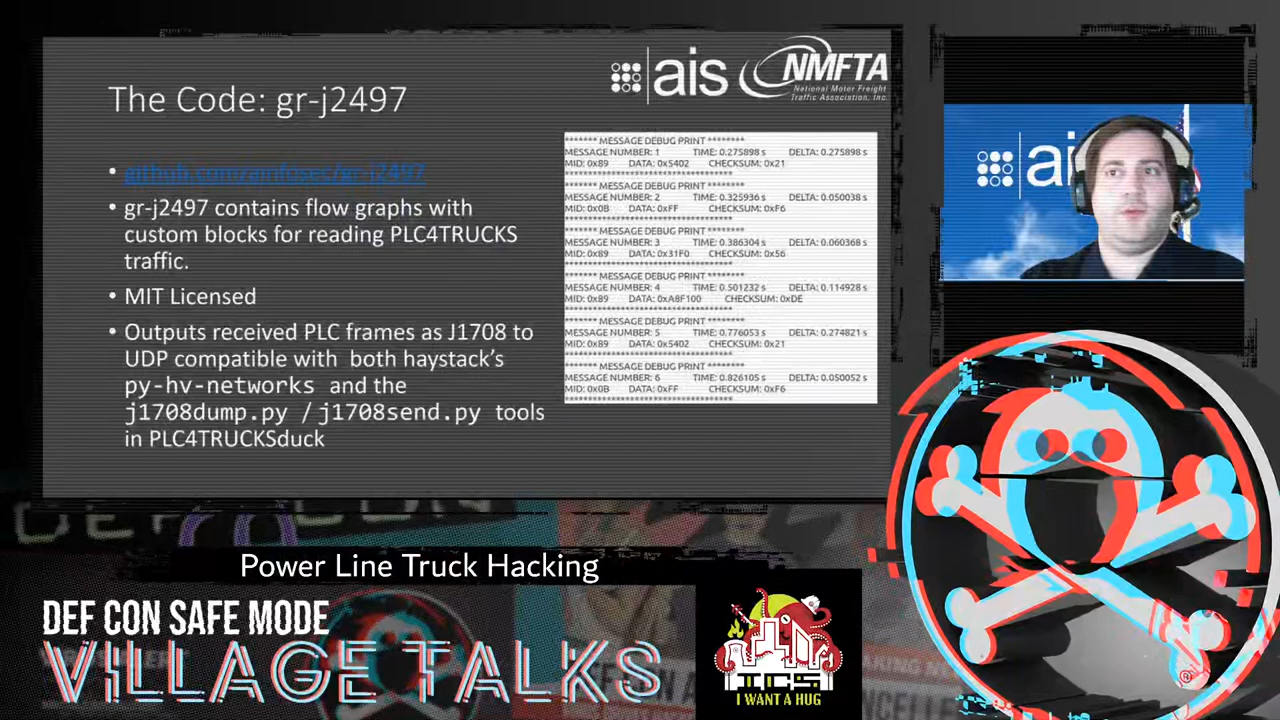 The Code: gr-j2497
ais
NMFTA
National Motor Freight
Traffic Association, Inc.
• github.com/ainfosec/gr-j2497
• gr-j2497 contains flow graphs with
custom blocks for reading PLC4TRUCKS
traffic.
• MIT Licensed
• Outputs received PLC frames as J1708 to
UDP compatible with both haystack's
py-hv-networks and the
j1708dump.py /j1708send.py tools
in PLC4TRUCKSduck
******* MESSAGE DEBUG PRINT ********
MESSAGE NUMBER: 1 TIME: 0.275898 s DELTA: 0.275898 s
MID: 0x89 DATA: 0x5402 CHECKSUM: 0x21
******* MESSAGE DEBUG PRINT ********
MESSAGE NUMBER: 2 TIME: 0.325936 s DELTA: 0.050038 s
MID: 0x0B DATA: 0xFF CHECKSUM: 0xF6
******* MESSAGE DEBUG PRINT ********
MESSAGE NUMBER: 3 TIME: 0.386304 s DELTA: 0.060368 s
MID: 0x89 DATA: 0x31F0 CHECKSUM: 0x56
******* MESSAGE DEBUG PRINT ********
MESSAGE NUMBER: 4 TIME: 0.501232 s DELTA: 0.114928 s
MID: 0x89 DATA: 0xA8F100 CHECKSUM: 0xDE
******* MESSAGE DEBUG PRINT ********
MESSAGE NUMBER: 5 TIME: 0.776053 s DELTA: 0.274821 s
MID: 0x89 DATA: 0x5402 CHECKSUM: 0x21
******* MESSAGE DEBUG PRINT ********
MESSAGE NUMBER: 6 TIME: 0.826105 s DELTA: 0.050052 s
MID: 0x0B DATA: 0xFF CHECKSUM: 0xF6
ai
Power Line Truck Hacking
DEF CON SAFE MODE
VILLAGE TALKS
ICS
I WANT A HUG